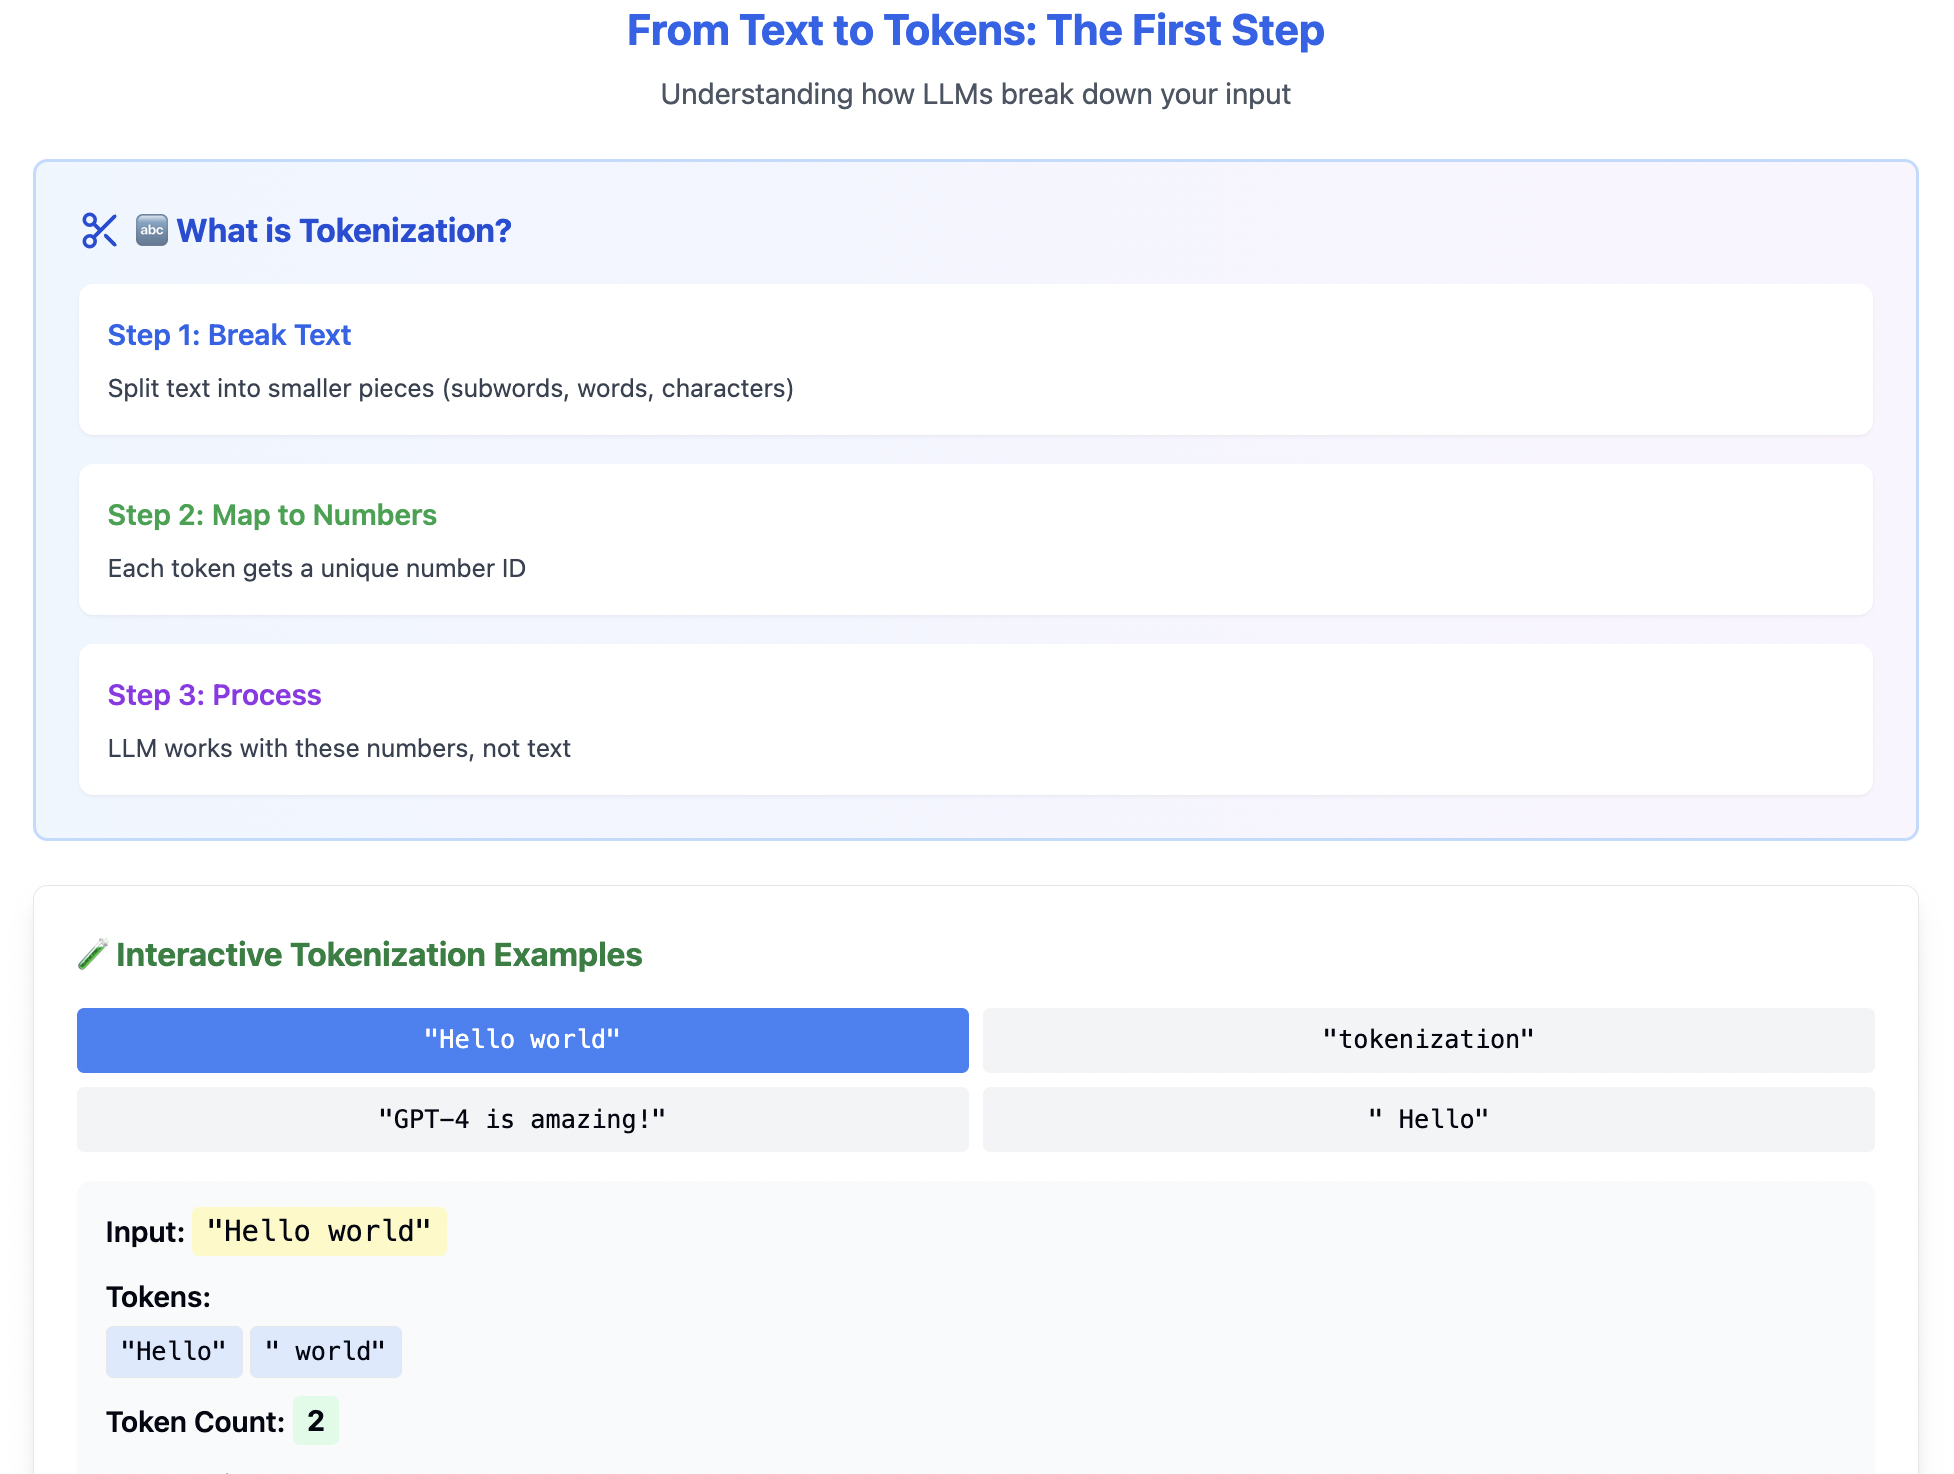 From Text to Tokens: The First Step
Understanding how LLMs break down your input
abc What is Tokenization?
Step 1: Break Text
Split text into smaller pieces (subwords, words, characters)
Step 2: Map to Numbers
Each token gets a unique number ID
Step 3: Process
LLM works with these numbers, not text
Interactive Tokenization Examples
"Hello world"
"tokenization"
"GPT-4 is amazing!"
" Hello"
Input: "Hello world"
Tokens:
"Hello" " world"
Token Count: 2